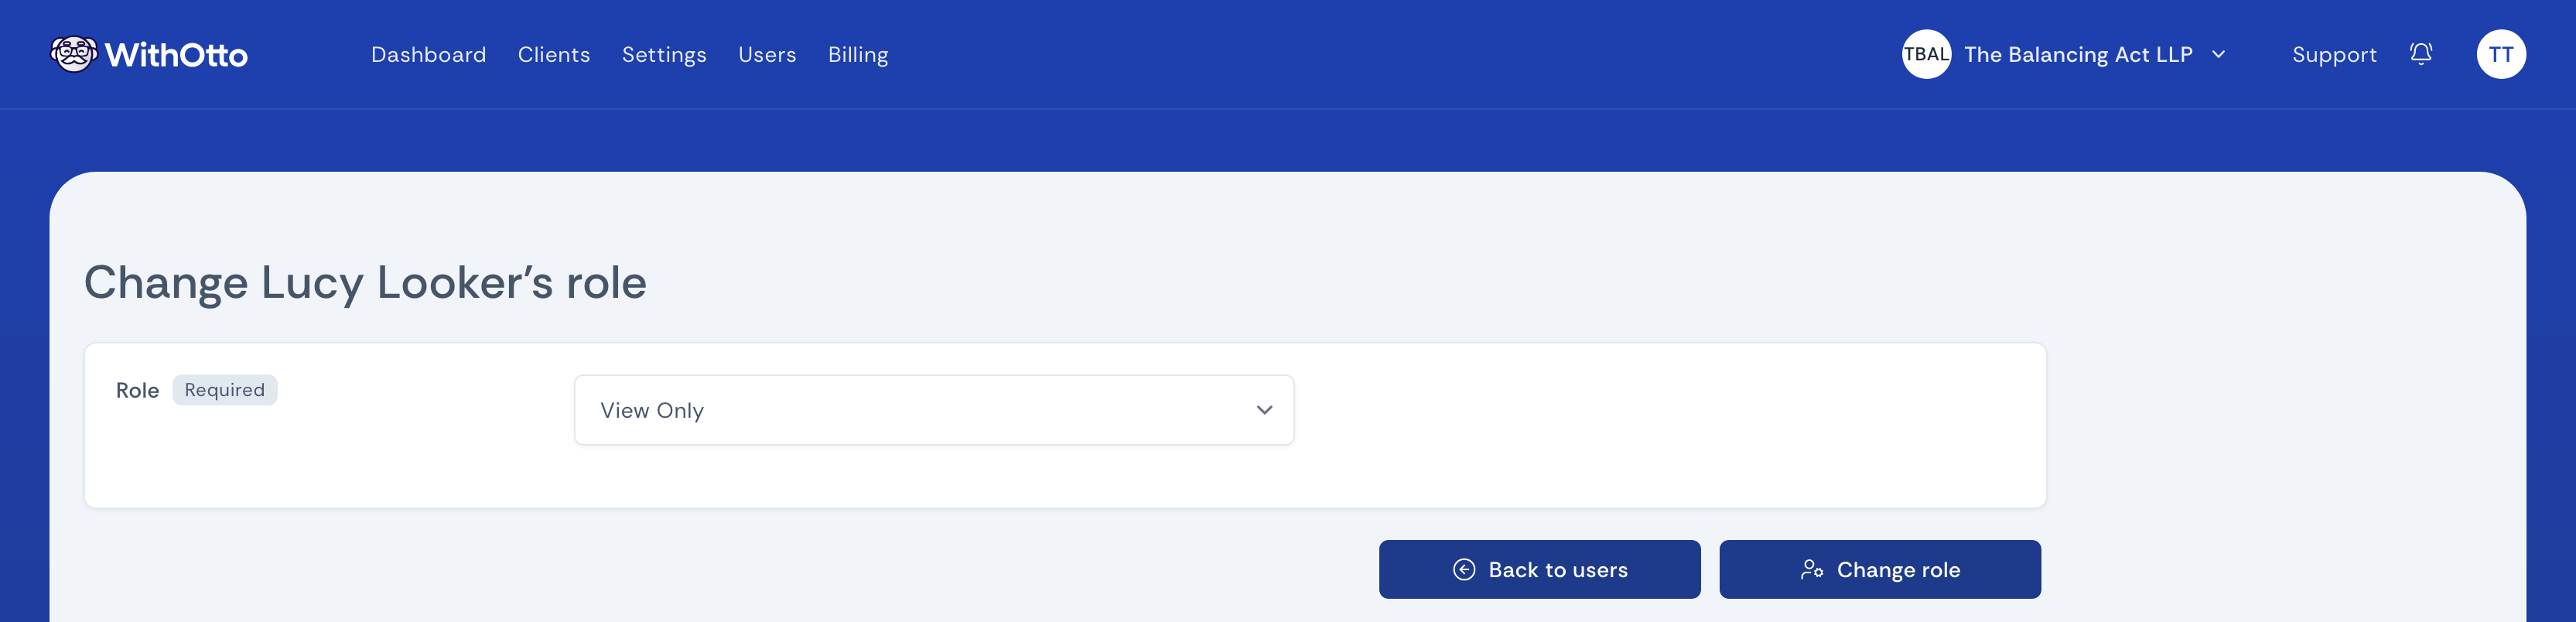 WithOtto Dashboard Clients Settings Users Billing TBAL The Balancing Act LLP Support TT
Change Lucy Looker's role
Role Required View Only
Back to users Change role